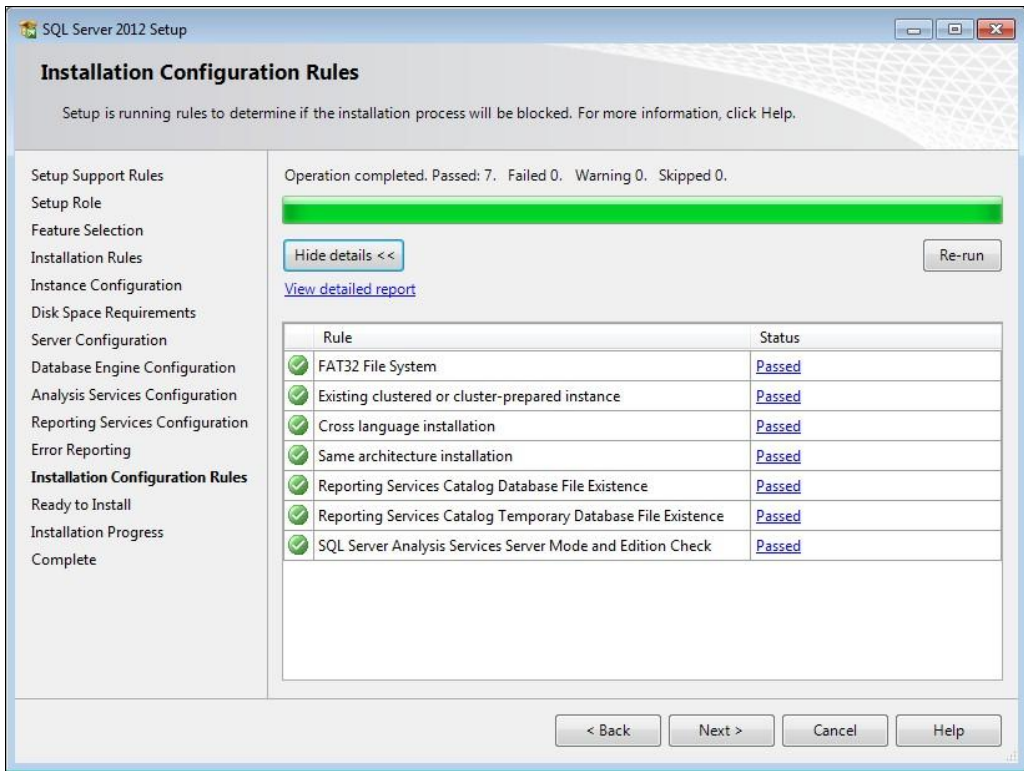 SQL Server 2012 Setup
Installation Configuration Rules
Setup is running rules to determine if the installation process will be blocked. For more information, click Help.
Setup Support Rules
Setup Role
Feature Selection
Installation Rules
Instance Configuration
Disk Space Requirements
Server Configuration
Database Engine Configuration
Analysis Services Configuration
Reporting Services Configuration
Error Reporting
Installation Configuration Rules
Ready to Install
Installation Progress
Complete
Operation completed. Passed: 7. Failed 0. Warning 0. Skipped 0.
Hide details << Re-run
View detailed report
Rule Status
FAT32 File System Passed
Existing clustered or cluster-prepared instance Passed
Cross language installation Passed
Same architecture installation Passed
Reporting Services Catalog Database File Existence Passed
Reporting Services Catalog Temporary Database File Existence Passed
SQL Server Analysis Services Server Mode and Edition Check Passed
< Back Next > Cancel Help